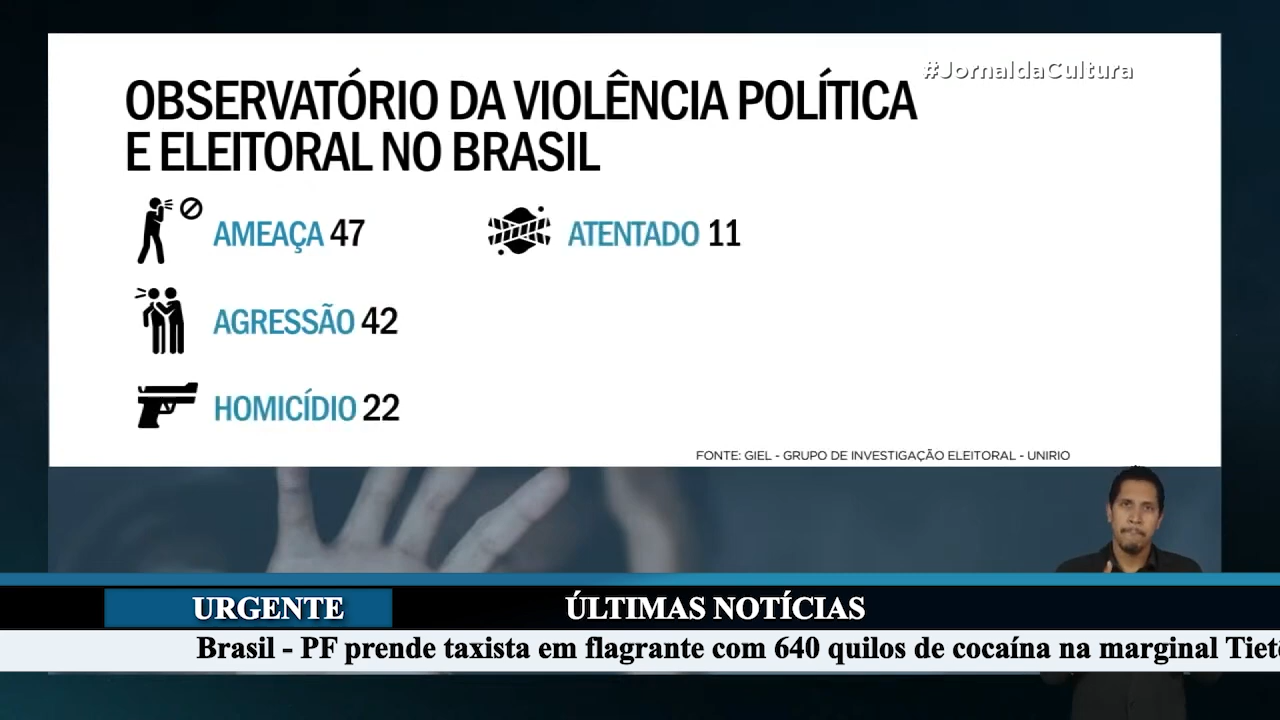 #JornaldaCultura
OBSERVATÓRIO DA VIOLÊNCIA POLÍTICA
E ELEITORAL NO BRASIL
AMEAÇA 47
ATENTADO 11
AGRESSÃO 42
HOMICÍDIO 22
FONTE: GIEL - GRUPO DE INVESTIGAÇÃO ELEITORAL - UNIRIO
URGENTE
ÚLTIMAS NOTÍCIAS
Brasil - PF prende taxista em flagrante com 640 quilos de cocaína na marginal Tietê